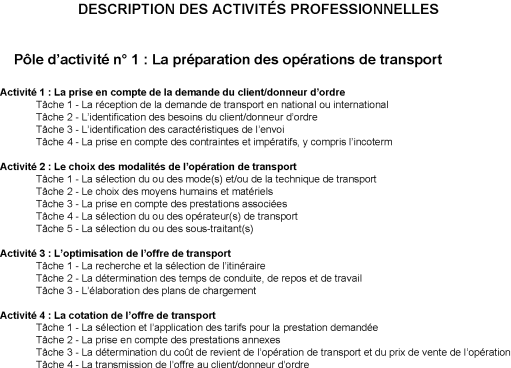 DESCRIPTION DES ACTIVITÉS PROFESSIONNELLES
Pôle d'activité n° 1 : La préparation des opérations de transport
Activité 1 : La prise en compte de la demande du client/donneur d'ordre
Tâche 1 - La réception de la demande de transport en national ou international
Tâche 2 - L'identification des besoins du client/donneur d'ordre
Tâche 3 - L'identification des caractéristiques de l'envoi
Tâche 4 - La prise en compte des contraintes et impératifs, y compris l'incoterm
Activité 2 : Le choix des modalités de l'opération de transport
Tâche 1 - La sélection du ou des mode(s) et/ou de la technique de transport
Tâche 2 - Le choix des moyens humains et matériels
Tâche 3 - La prise en compte des prestations associées
Tâche 4 - La sélection du ou des opérateur(s) de transport
Tâche 5 - La sélection du ou des sous-traitant(s)
Activité 3 : L'optimisation de l'offre de transport
Tâche 1 - La recherche et la sélection de l'itinéraire
Tâche 2 - La détermination des temps de conduite, de repos et de travail
Tâche 3 - L'élaboration des plans de chargement
Activité 4 : La cotation de l'offre de transport
Tâche 1 - La sélection et l'application des tarifs pour la prestation demandée
Tâche 2 - La prise en compte des prestations annexes
Tâche 3 - La détermination du coût de revient de l'opération de transport et du prix de vente de l'opération
Tâche 4 - La transmission de l'offre au client/donneur d'ordre